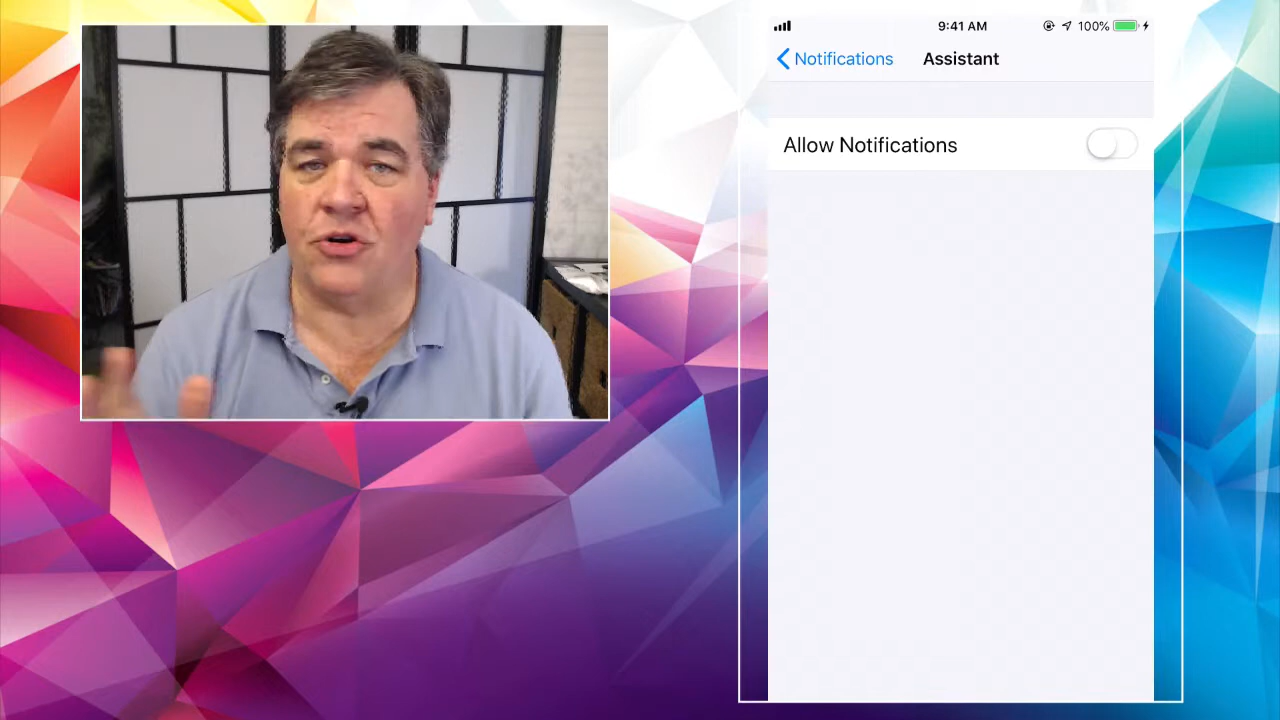 9:41 AM
100%
Notifications
Assistant
Allow Notifications